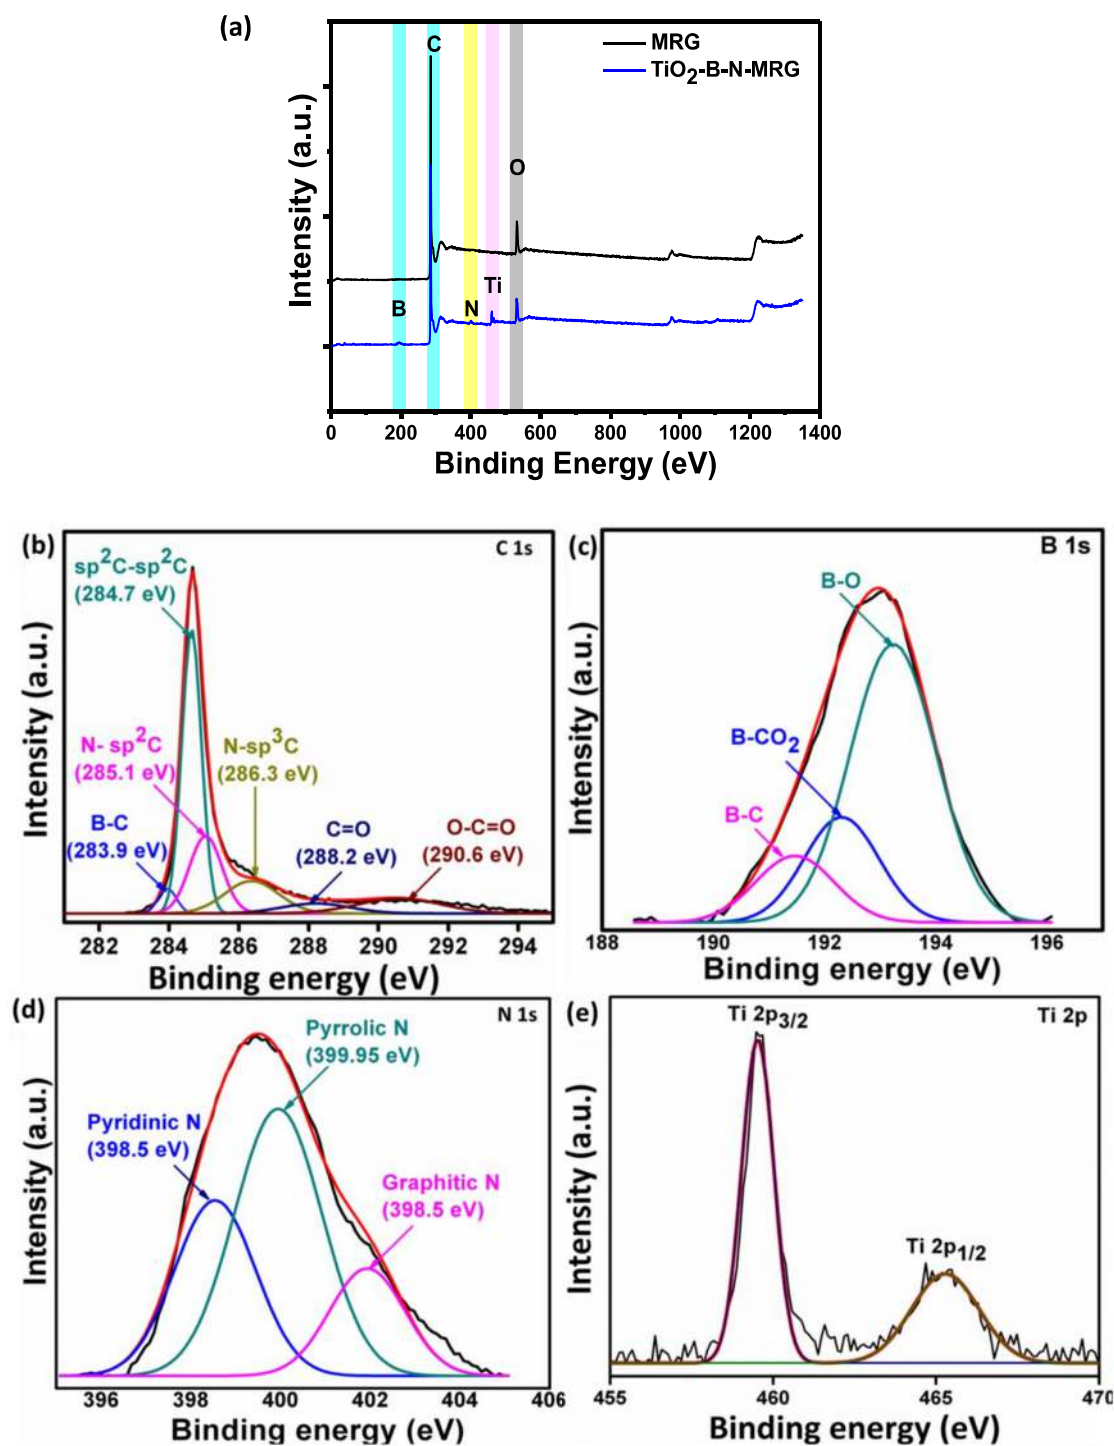 (a)
C
MRG
TiO2-B-N-MRG
O
B
N
Ti
Intensity (a.u.)
0 200 400 600 800 1000 1200 1400
Binding Energy (eV)
(b)
C 1s
sp2C-sp2C
(284.7 eV)
N- sp2C
(285.1 eV)
N-sp3C
(286.3 eV)
B-C
(283.9 eV)
C=O
(288.2 eV)
O-C=O
(290.6 eV)
Intensity (a.u.)
282 284 286 288 290 292 294
Binding energy (eV)
(c)
B 1s
B-O
B-CO2
B-C
Intensity (a.u.)
188 190 192 194 196
Binding energy (eV)
(d)
N 1s
Pyrrolic N
(399.95 eV)
Pyridinic N
(398.5 eV)
Graphitic N
(398.5 eV)
Intensity (a.u.)
396 398 400 402 404 406
Binding energy (eV)
(e)
Ti 2p3/2
Ti 2p
Ti 2p1/2
Intensity (a.u.)
455 460 465 470
Binding energy (eV)